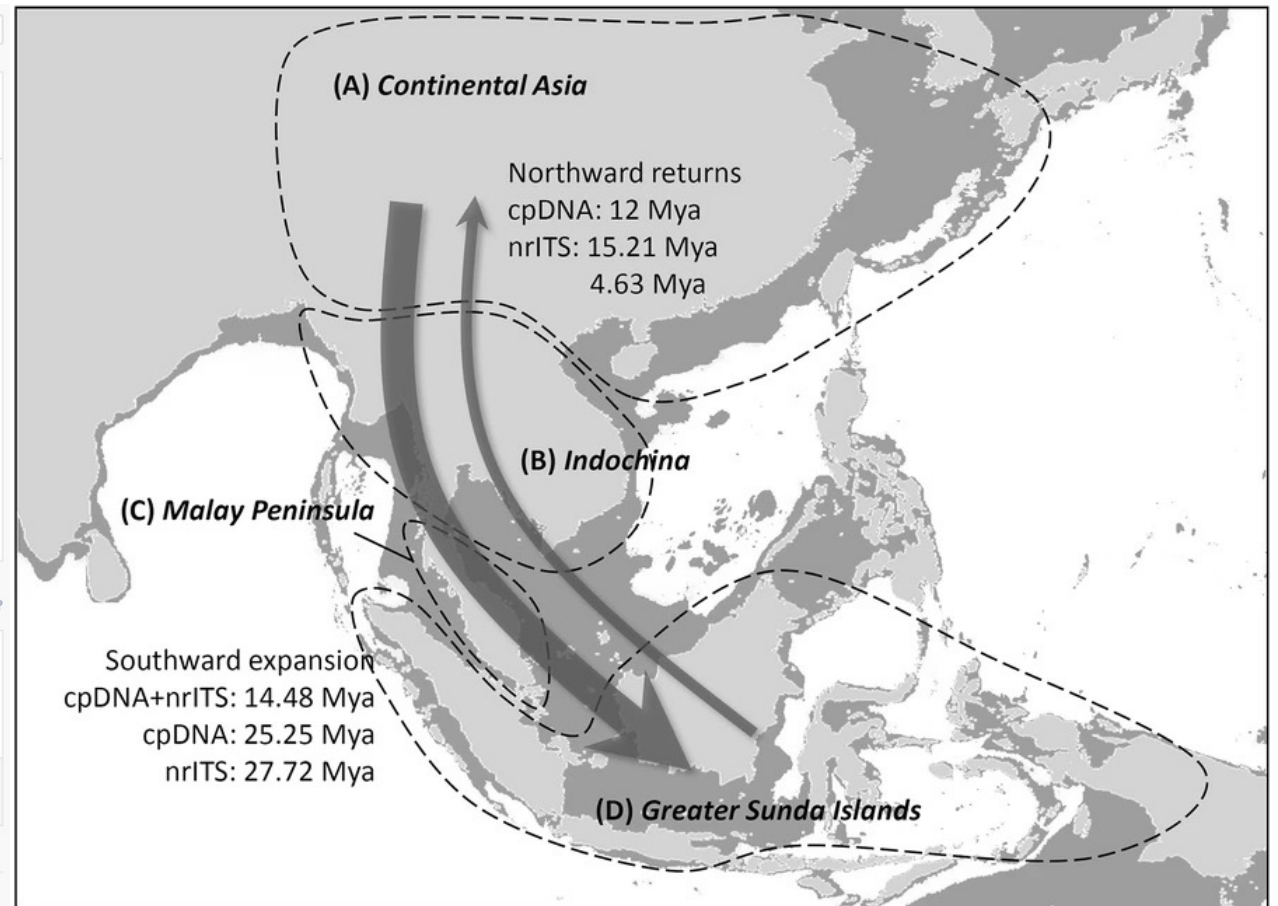 (A) Continental Asia
Northward returns
cpDNA: 12 Mya
nrITS: 15.21 Mya
4.63 Mya
(B) Indochina
(C) Malay Peninsula
Southward expansion
cpDNA+nrITS: 14.48 Mya
cpDNA: 25.25 Mya
nrITS: 27.72 Mya
(D) Greater Sunda Islands